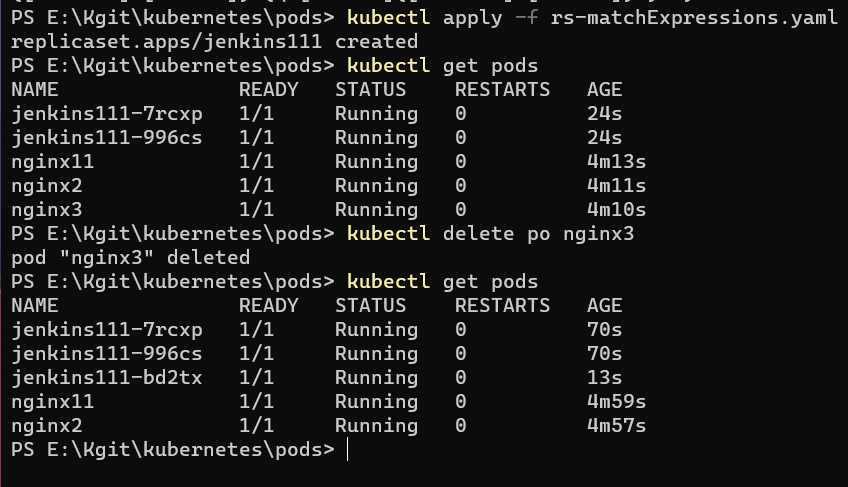 PS E:\Kgit\kubernetes\pods> kubectl apply -f rs-matchExpressions.yaml
replicaset.apps/jenkins111 created
PS E:\Kgit\kubernetes\pods> kubectl get pods
NAME READY STATUS RESTARTS AGE
jenkins111-7rcxp 1/1 Running 0 24s
jenkins111-996cs 1/1 Running 0 24s
nginx11 1/1 Running 0 4m13s
nginx2 1/1 Running 0 4m11s
nginx3 1/1 Running 0 4m10s
PS E:\Kgit\kubernetes\pods> kubectl delete po nginx3
pod "nginx3" deleted
PS E:\Kgit\kubernetes\pods> kubectl get pods
NAME READY STATUS RESTARTS AGE
jenkins111-7rcxp 1/1 Running 0 70s
jenkins111-996cs 1/1 Running 0 70s
jenkins111-bd2tx 1/1 Running 0 13s
nginx11 1/1 Running 0 4m59s
nginx2 1/1 Running 0 4m57s
PS E:\Kgit\kubernetes\pods>